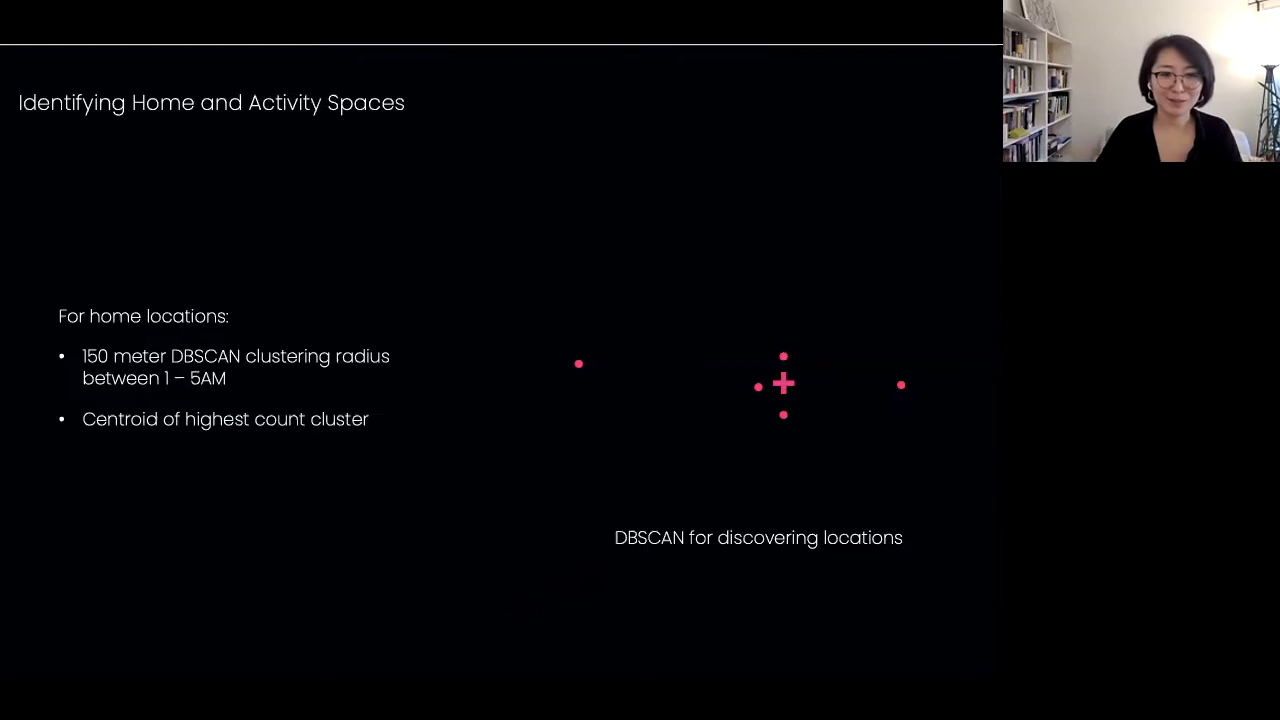 Identifying Home and Activity Spaces
For home locations:
• 150 meter DBSCAN clustering radius
between 1 – 5AM
• Centroid of highest count cluster
DBSCAN for discovering locations